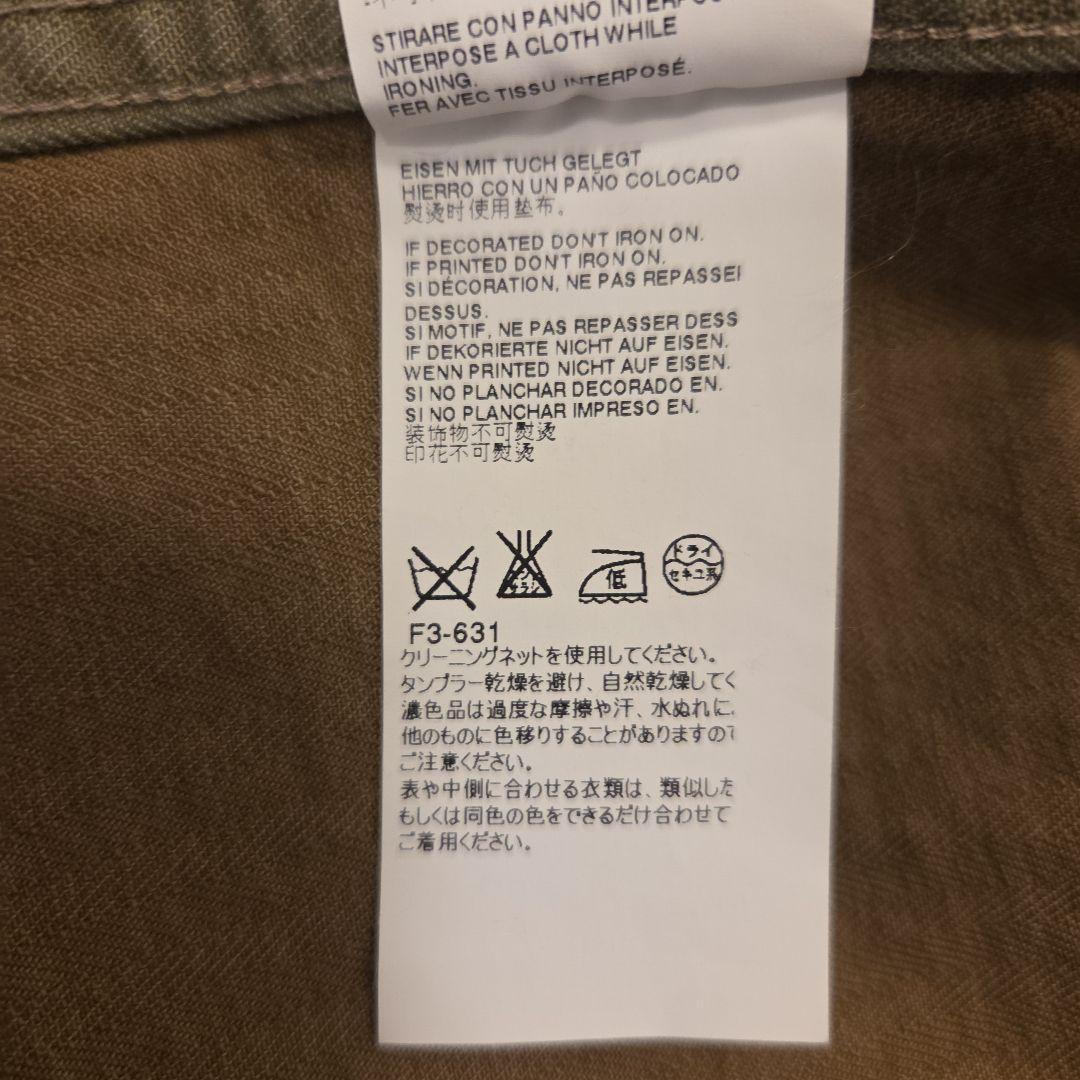 STIRARE CON PANNO
INTERPOSE A CLOTH WHILE
IRONING.
FER AVEC TISSU INTERPOSÉ.
EISEN MIT TUCH GELEGT
HIERRO CON UN PAÑO COLOCADO
熨烫时使用垫布。
IF DECORATED DON'T IRON ON.
IF PRINTED DON'T IRON ON.
SI DÉCORATION, NE PAS REPASSEI
DESSUS.
SI MOTIF, NE PAS REPASSER DESS
IF DEKORIERTE NICHT AUF EISEN.
WENN PRINTED NICHT AUF EISEN.
SI NO PLANCHAR DECORADO EN.
SI NO PLANCHAR IMPRESO EN.
装饰物不可熨烫
印花不可熨烫
低
ドライ
セキユ系
F3-631
クリーニングネットを使用してください。
タンブラー乾燥を避け、自然乾燥してく
濃色品は過度な摩擦や汗、水ぬれに
他のものに色移りすることがありますので
ご注意ください。
表や中側に合わせる衣類は、類似した
もしくは同色の色をできるだけ合わせて
ご着用ください。